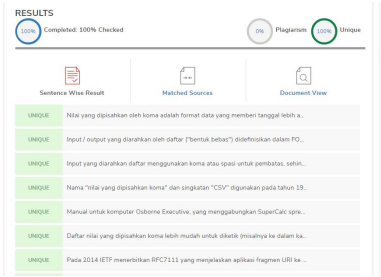 RESULTS
100% Completed: 100% Checked
0% Plagiarism 100% Unique
Sentence Wise Result Matched Sources Document View
UNIQUE Nilai yang dipisahkan oleh koma adalah format data yang memberi tanggal lebih a...
UNIQUE Input / output yang diarahkan oleh daftar ("bentuk bebas") didefinisikan dalam FO...
UNIQUE Input yang diarahkan daftar menggunakan koma atau spasi untuk pembatas, sehin...
UNIQUE Nama "nilai yang dipisahkan koma" dan singkatan "CSV" digunakan pada tahun 19...
UNIQUE Manual untuk komputer Osborne Executive, yang menggabungkan SuperCalc spre...
UNIQUE Daftar nilai yang dipisahkan koma lebih mudah untuk diketik (misalnya ke dalam ka...
UNIQUE Pada 2014 IETF menerbitkan RFC7111 yang menjelaskan aplikasi fragmen URI ke ...